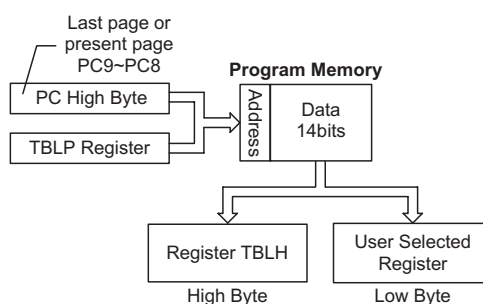 Last page or
present page
PC9~PC8
Program Memory
PC High Byte
TBLP Register
Address
Data
14bits
Register TBLH
User Selected
Register
High Byte
Low Byte